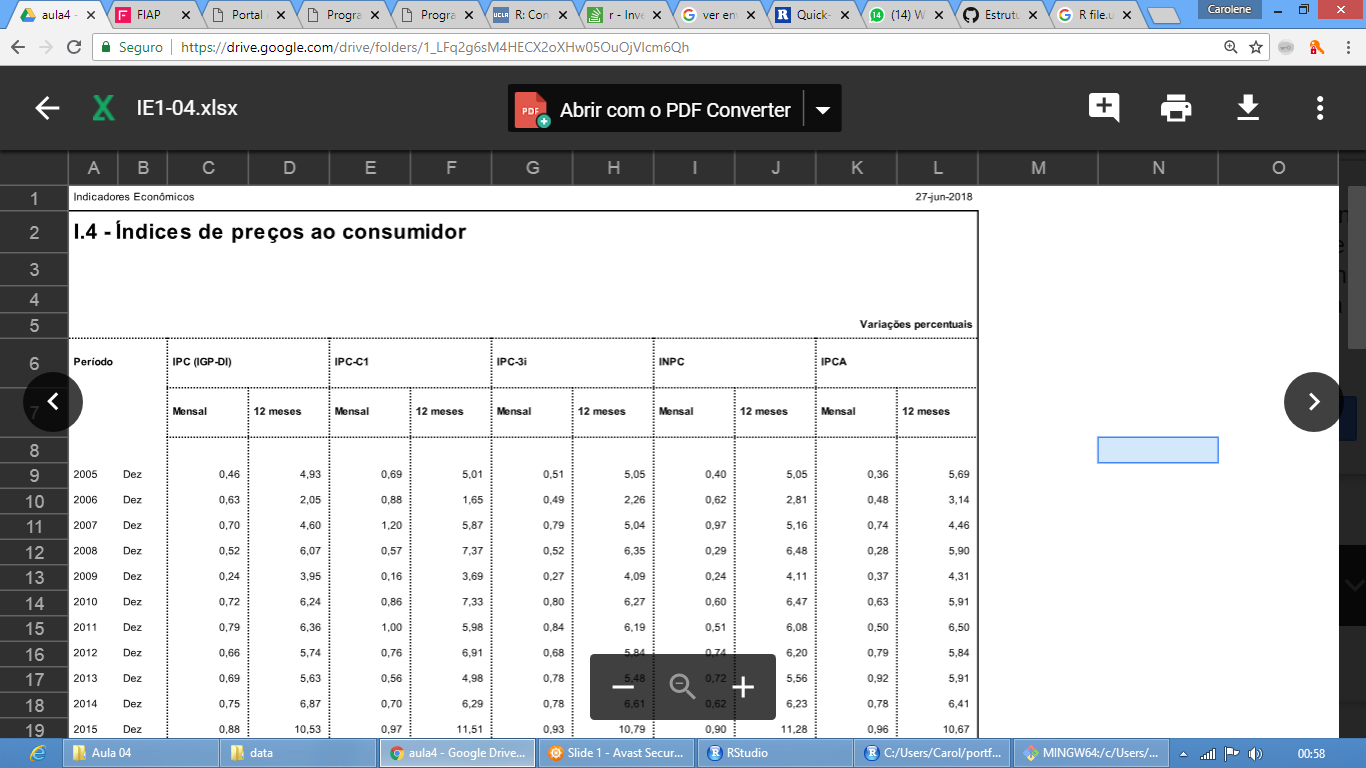 aula4 - FIAP Portal Progra Progra R: Con r - Inve ver en Quick- (14) W Estrutu R file.u Carolene
Seguro https://drive.google.com/drive/folders/1_LFq2g6sM4HECX2oXHw05OuOjVIcm6Qh
IE1-04.xlsx Abrir com o PDF Converter
A B C D E F G H I J K L M N O
1 Indicadores Econômicos 27-jun-2018
2 I.4 - Índices de preços ao consumidor
3
4
5 Variações percentuais
6 Período IPC (IGP-DI) IPC-C1 IPC-3i INPC IPCA
7 Mensal 12 meses Mensal 12 meses Mensal 12 meses Mensal 12 meses Mensal 12 meses
8
9 2005 Dez 0,46 4,93 0,69 5,01 0,51 5,05 0,40 5,05 0,36 5,69
10 2006 Dez 0,63 2,05 0,88 1,65 0,49 2,26 0,62 2,81 0,48 3,14
11 2007 Dez 0,70 4,60 1,20 5,87 0,79 5,04 0,97 5,16 0,74 4,46
12 2008 Dez 0,52 6,07 0,57 7,37 0,52 6,35 0,29 6,48 0,28 5,90
13 2009 Dez 0,24 3,95 0,16 3,69 0,27 4,09 0,24 4,11 0,37 4,31
14 2010 Dez 0,72 6,24 0,86 7,33 0,80 6,27 0,60 6,47 0,63 5,91
15 2011 Dez 0,79 6,36 1,00 5,98 0,84 6,19 0,51 6,08 0,50 6,50
16 2012 Dez 0,66 5,74 0,76 6,91 0,68 5,84 0,74 6,20 0,79 5,84
17 2013 Dez 0,69 5,63 0,56 4,98 0,78 5,48 0,72 5,56 0,92 5,91
18 2014 Dez 0,75 6,87 0,70 6,29 0,78 6,61 0,62 6,23 0,78 6,41
19 2015 Dez 0,88 10,53 0,97 11,51 0,93 10,79 0,90 11,28 0,96 10,67
Aula 04 data aula4 - Google Drive... Slide 1 - Avast Secur... RStudio C:/Users/Carol/portf... MINGW64:/c/Users/... 00:58